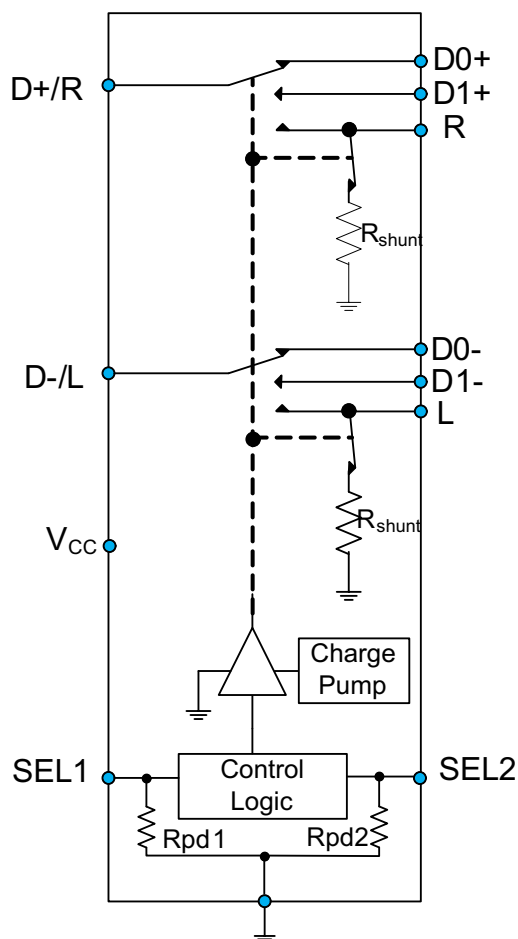 D+/R
D0+
D1+
R
Rshunt
D-/L
D0-
D1-
L
Rshunt
VCC
Charge
Pump
SEL1
Control
Logic
SEL2
Rpd1
Rpd2